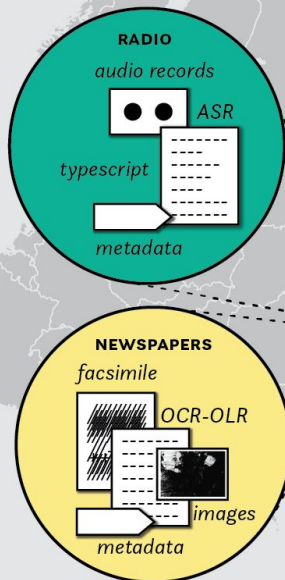 RADIO
audio records
ASR
typescript
metadata
NEWSPAPERS
facsimile
OCR-OLR
images
metadata